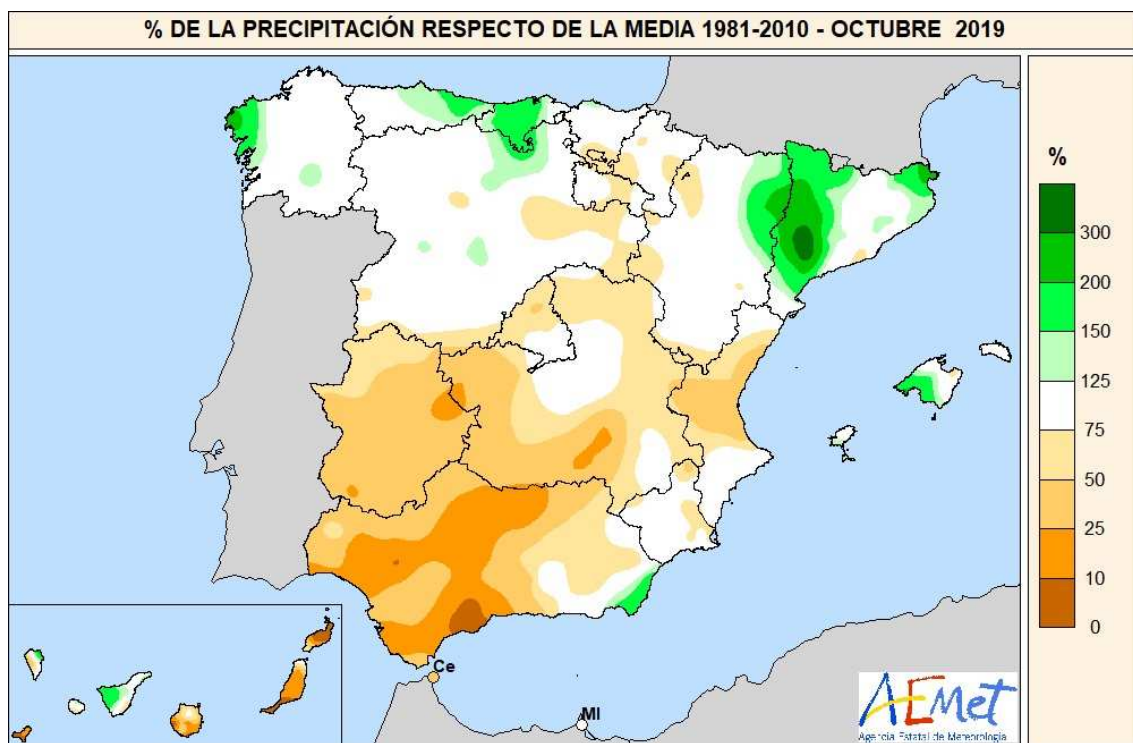 % DE LA PRECIPITACIÓN RESPECTO DE LA MEDIA 1981-2010 - OCTUBRE 2019
%
300
200
150
125
75
50
25
10
0
Ce
Ml
AEmet
Agencia Estatal de Meteorología